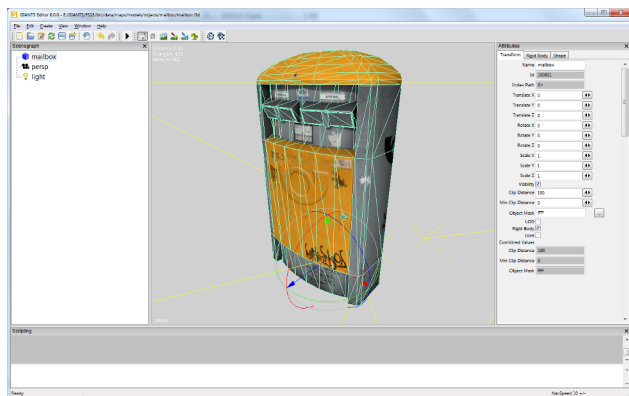 GIANTS Editor 6.0.0 - E:/GIANTS/FS15/bin/data/maps/models/objects/mailbox/mailbox.i3d
File Edit Create View Window Help
Scenegraph
mailbox
persp
light
persp
Attributes
Transform Rigid Body Shape
Name mailbox
Id
Index Path 0>
Translate X 0
Translate Y 0
Translate Z 0
Rotate X 0
Rotate Y 0
Rotate Z 0
Scale X 1
Scale Y 1
Scale Z 1
Visibility
Clip Distance 100
Min Clip Distance 0
Object Mask ffff
LOD
Rigid Body
Joint
Combined Values
Clip Distance 100
Min Clip Distance 0
Object Mask ffff
Scripting
Ready
NavSpeed 10 +/-